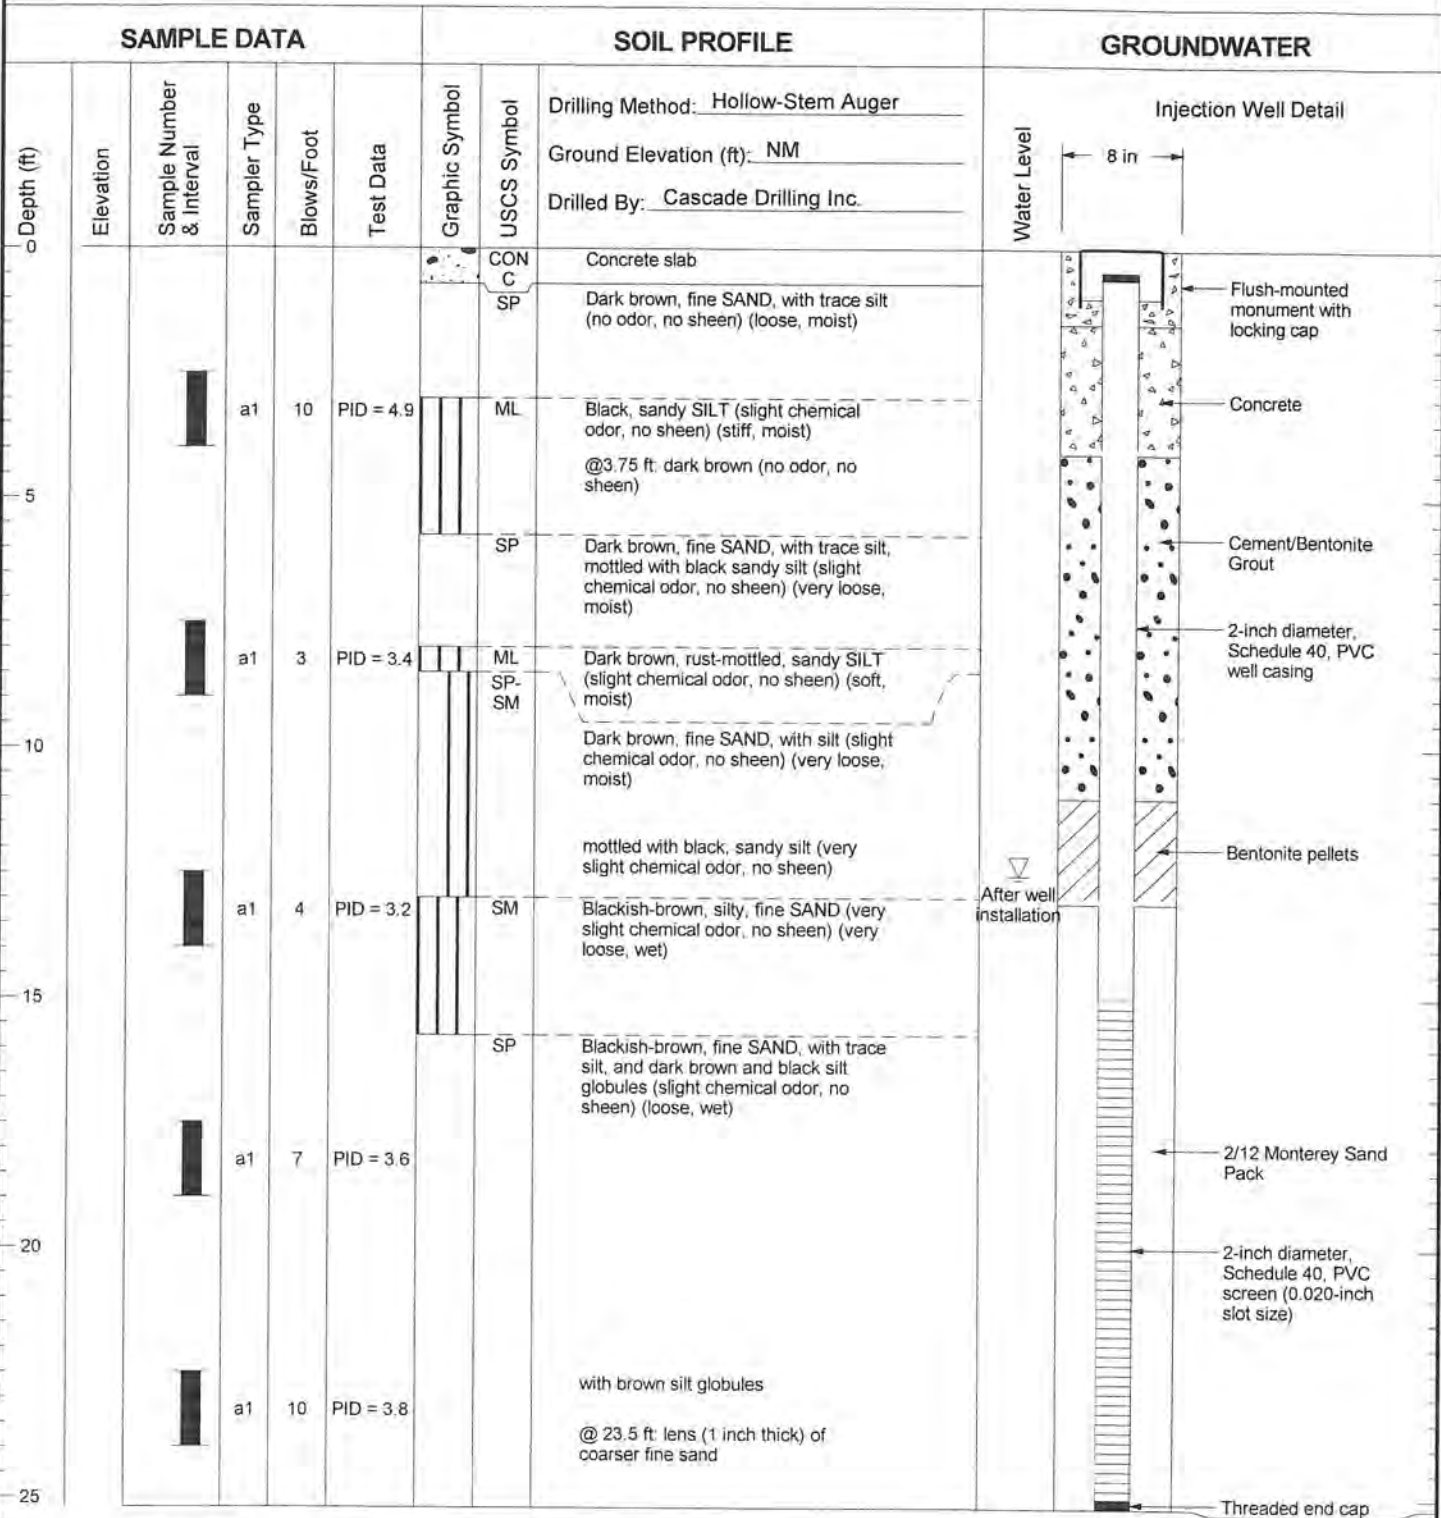 SAMPLE DATA
SOIL PROFILE
GROUNDWATER
Depth (ft)
Elevation
Sample Number
& Interval
Sampler Type
Blows/Foot
Test Data
Graphic Symbol
USCS Symbol
Drilling Method: Hollow-Stem Auger
Ground Elevation (ft): NM
Drilled By: Cascade Drilling Inc.
Water Level
Injection Well Detail
8 in
0
CON
C
Concrete slab
SP
Dark brown, fine SAND, with trace silt
(no odor, no sheen) (loose, moist)
Flush-mounted
monument with
locking cap
a1
10
PID = 4.9
ML
Black, sandy SILT (slight chemical
odor, no sheen) (stiff, moist)
@3.75 ft: dark brown (no odor, no
sheen)
Concrete
5
SP
Dark brown, fine SAND, with trace silt,
mottled with black sandy silt (slight
chemical odor, no sheen) (very loose,
moist)
Cement/Bentonite
Grout
a1
3
PID = 3.4
ML
Dark brown, rust-mottled, sandy SILT
(slight chemical odor, no sheen) (soft,
moist)
2-inch diameter,
Schedule 40, PVC
well casing
SP-
SM
10
Dark brown, fine SAND, with silt (slight
chemical odor, no sheen) (very loose,
moist)
mottled with black, sandy silt (very
slight chemical odor, no sheen)
Bentonite pellets
After well
installation
a1
4
PID = 3.2
SM
Blackish-brown, silty, fine SAND (very
slight chemical odor, no sheen) (very
loose, wet)
15
SP
Blackish-brown, fine SAND, with trace
silt, and dark brown and black silt
globules (slight chemical odor, no
sheen) (loose, wet)
a1
7
PID = 3.6
2/12 Monterey Sand
Pack
20
2-inch diameter,
Schedule 40, PVC
screen (0.020-inch
slot size)
a1
10
PID = 3.8
with brown silt globules
@ 23.5 ft: lens (1 inch thick) of
coarser fine sand
25
Threaded end cap